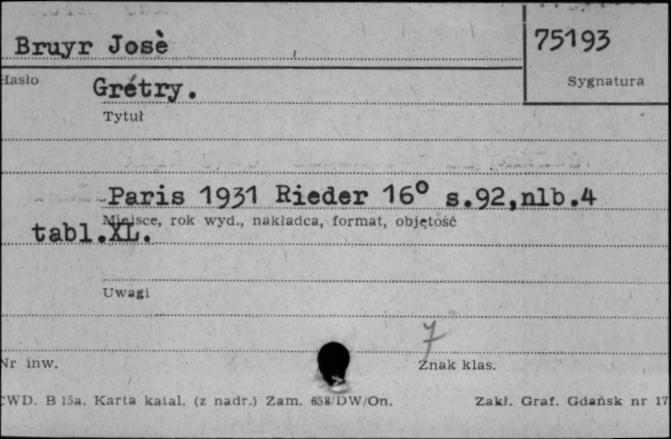 Bruyr Josè
75193
Hasło
Sygnatura
Grétry.
Tytuł
Paris 1931 Rieder 16° s.92,nlb.4
Miejsce, rok wyd., nakładca, format, objętość
tabl.XL.
Uwagi
7
Nr inw.
Znak klas.
CWD. B 15a. Karta katal. (z nadr.) Zam. 658/DW/On.
Zakł. Graf. Gdańsk nr 17